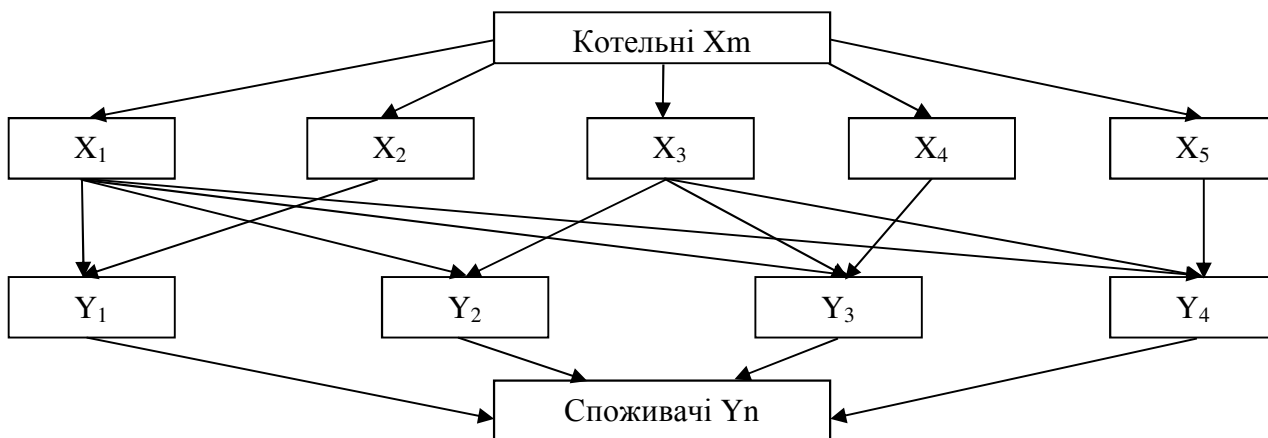 Котельні Xm
X₁ X₂ X₃ X₄ X₅
Y₁ Y₂ Y₃ Y₄
Споживачі Yn